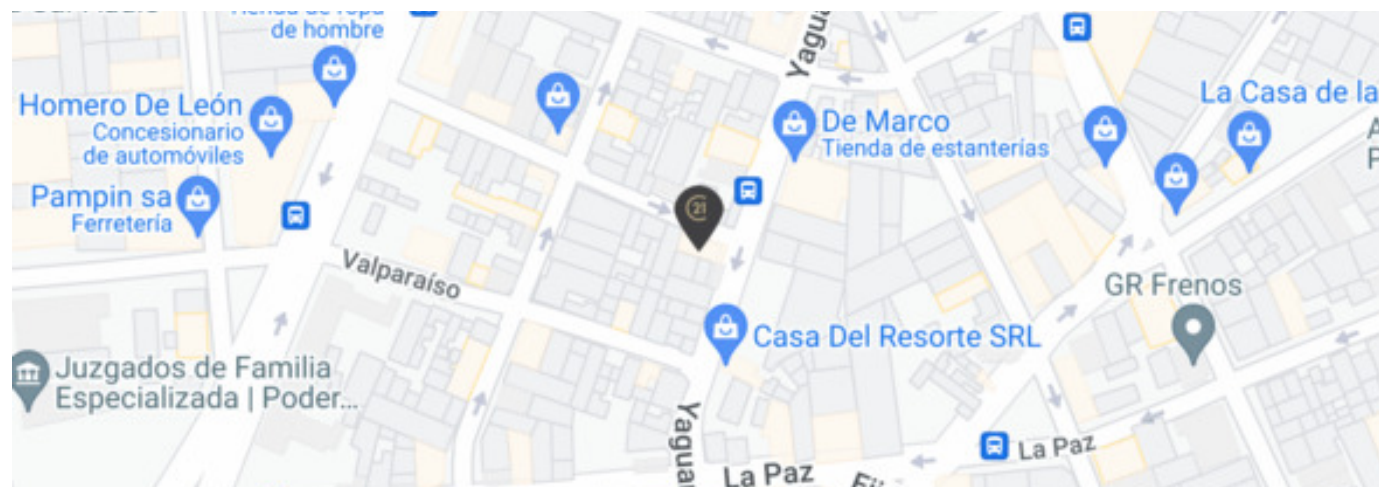 de hombre
Homero De León
Concesionario
de automóviles
Pampin sa
Ferretería
Valparaíso
Juzgados de Familia
Especializada | Poder...
21
De Marco
Tienda de estanterías
La Casa de la
GR Frenos
Casa Del Resorte SRL
La Paz
La Paz